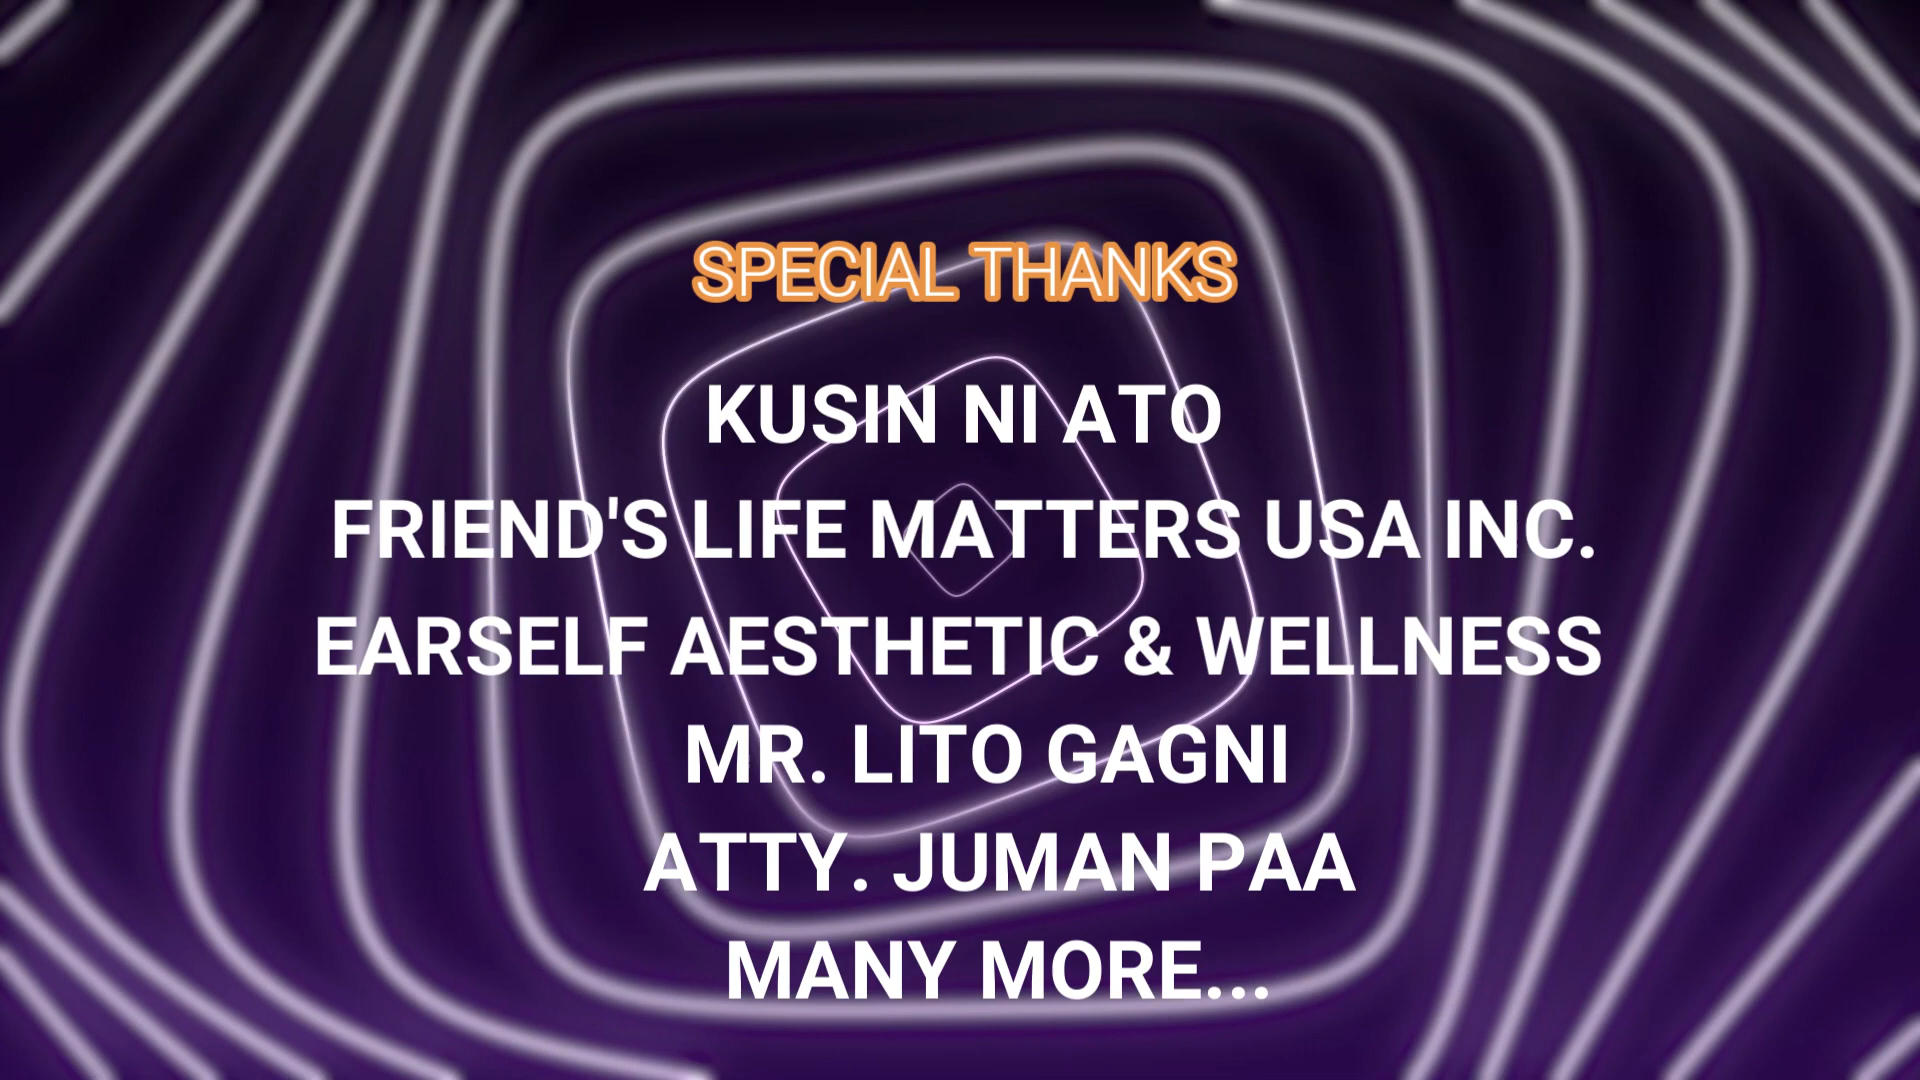 SPECIAL THANKS
KUSIN NI ATO
FRIEND'S LIFE MATTERS USA INC.
EARSELF AESTHETIC & WELLNESS
MR. LITO GAGNI
ATTY. JUMAN PAA
MANY MORE...